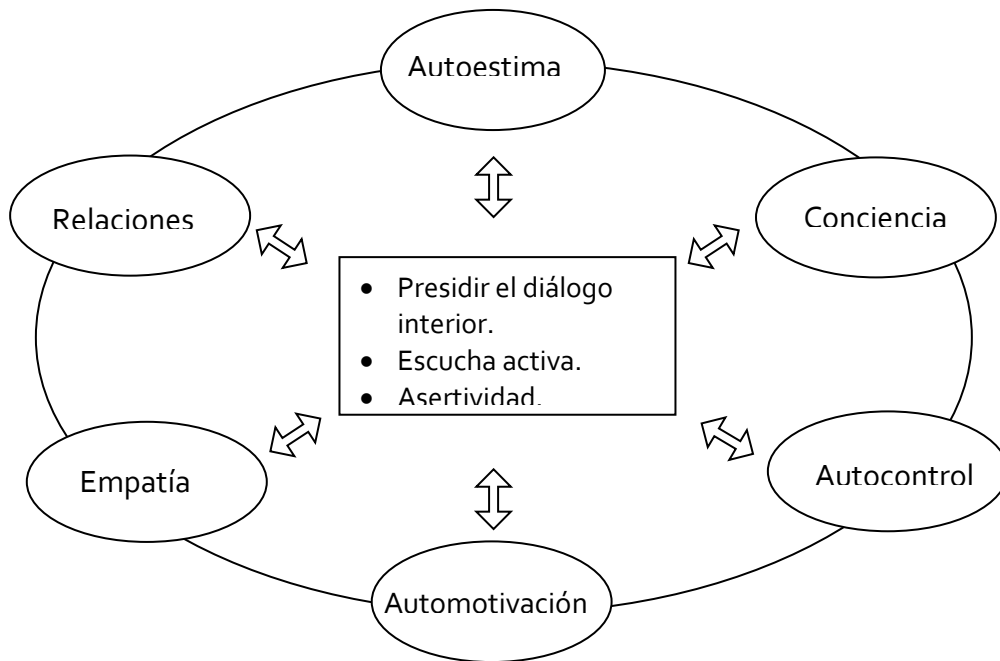 Autoestima
Relaciones
Conciencia
• Presidir el diálogo
interior.
• Escucha activa.
• Asertividad.
Empatía
Autocontrol
Automotivación